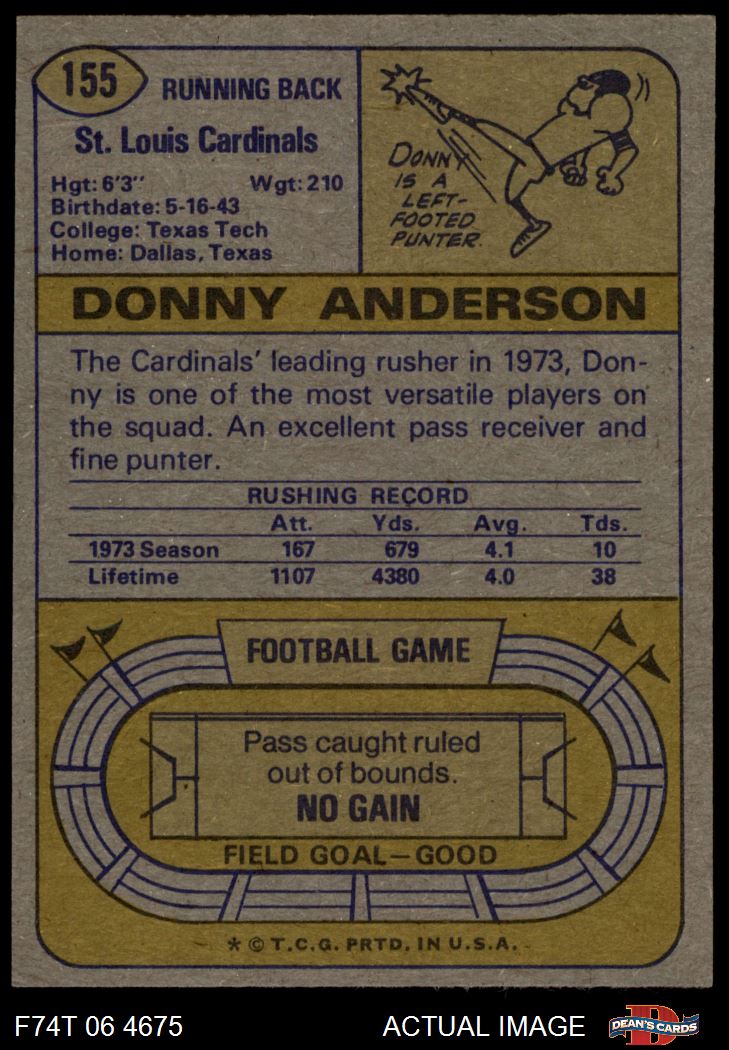 155
RUNNING BACK
St. Louis Cardinals
Hgt: 6'3" Wgt: 210
Birthdate: 5-16-43
College: Texas Tech
Home: Dallas, Texas
DONNY
IS A
LEFT-
FOOTED
PUNTER.
DONNY ANDERSON
The Cardinals' leading rusher in 1973, Don-
ny is one of the most versatile players on
the squad. An excellent pass receiver and
fine punter.
RUSHING RECORD
Att. Yds. Avg. Tds.
1973 Season 167 679 4.1 10
Lifetime 1107 4380 4.0 38
FOOTBALL GAME
Pass caught ruled
out of bounds.
NO GAIN
FIELD GOAL—GOOD
* © T.C.G. PRTD. IN U.S.A.
F74T 06 4675 ACTUAL IMAGE
D
DEAN'S CARDS